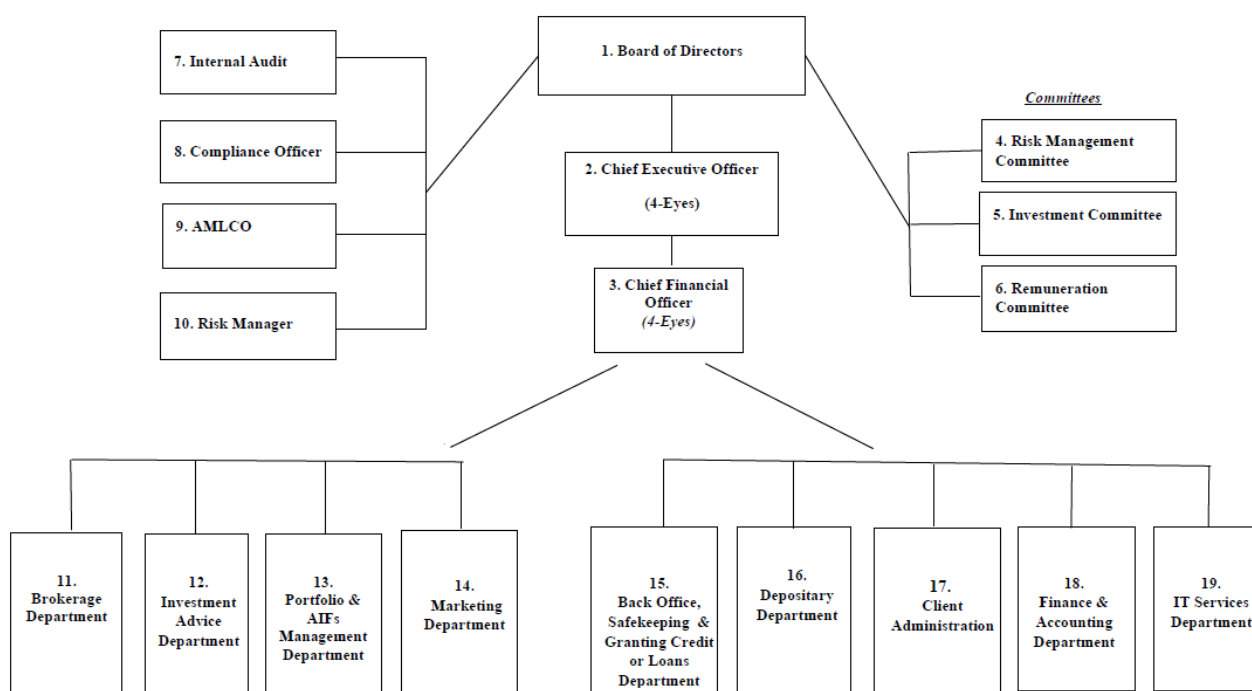 1. Board of Directors
7. Internal Audit
8. Compliance Officer
9. AMLCO
10. Risk Manager
Committees
4. Risk Management
Committee
5. Investment Committee
6. Remuneration
Committee
2. Chief Executive Officer
(4-Eyes)
3. Chief Financial
Officer
(4-Eyes)
11.
Brokerage
Department
12.
Investment
Advice
Department
13.
Portfolio &
AIFs
Management
Department
14.
Marketing
Department
15.
Back Office,
Safekeeping &
Granting Credit
or Loans
Department
16.
Depositary
Department
17.
Client
Administration
18.
Finance &
Accounting
Department
19.
IT Services
Department